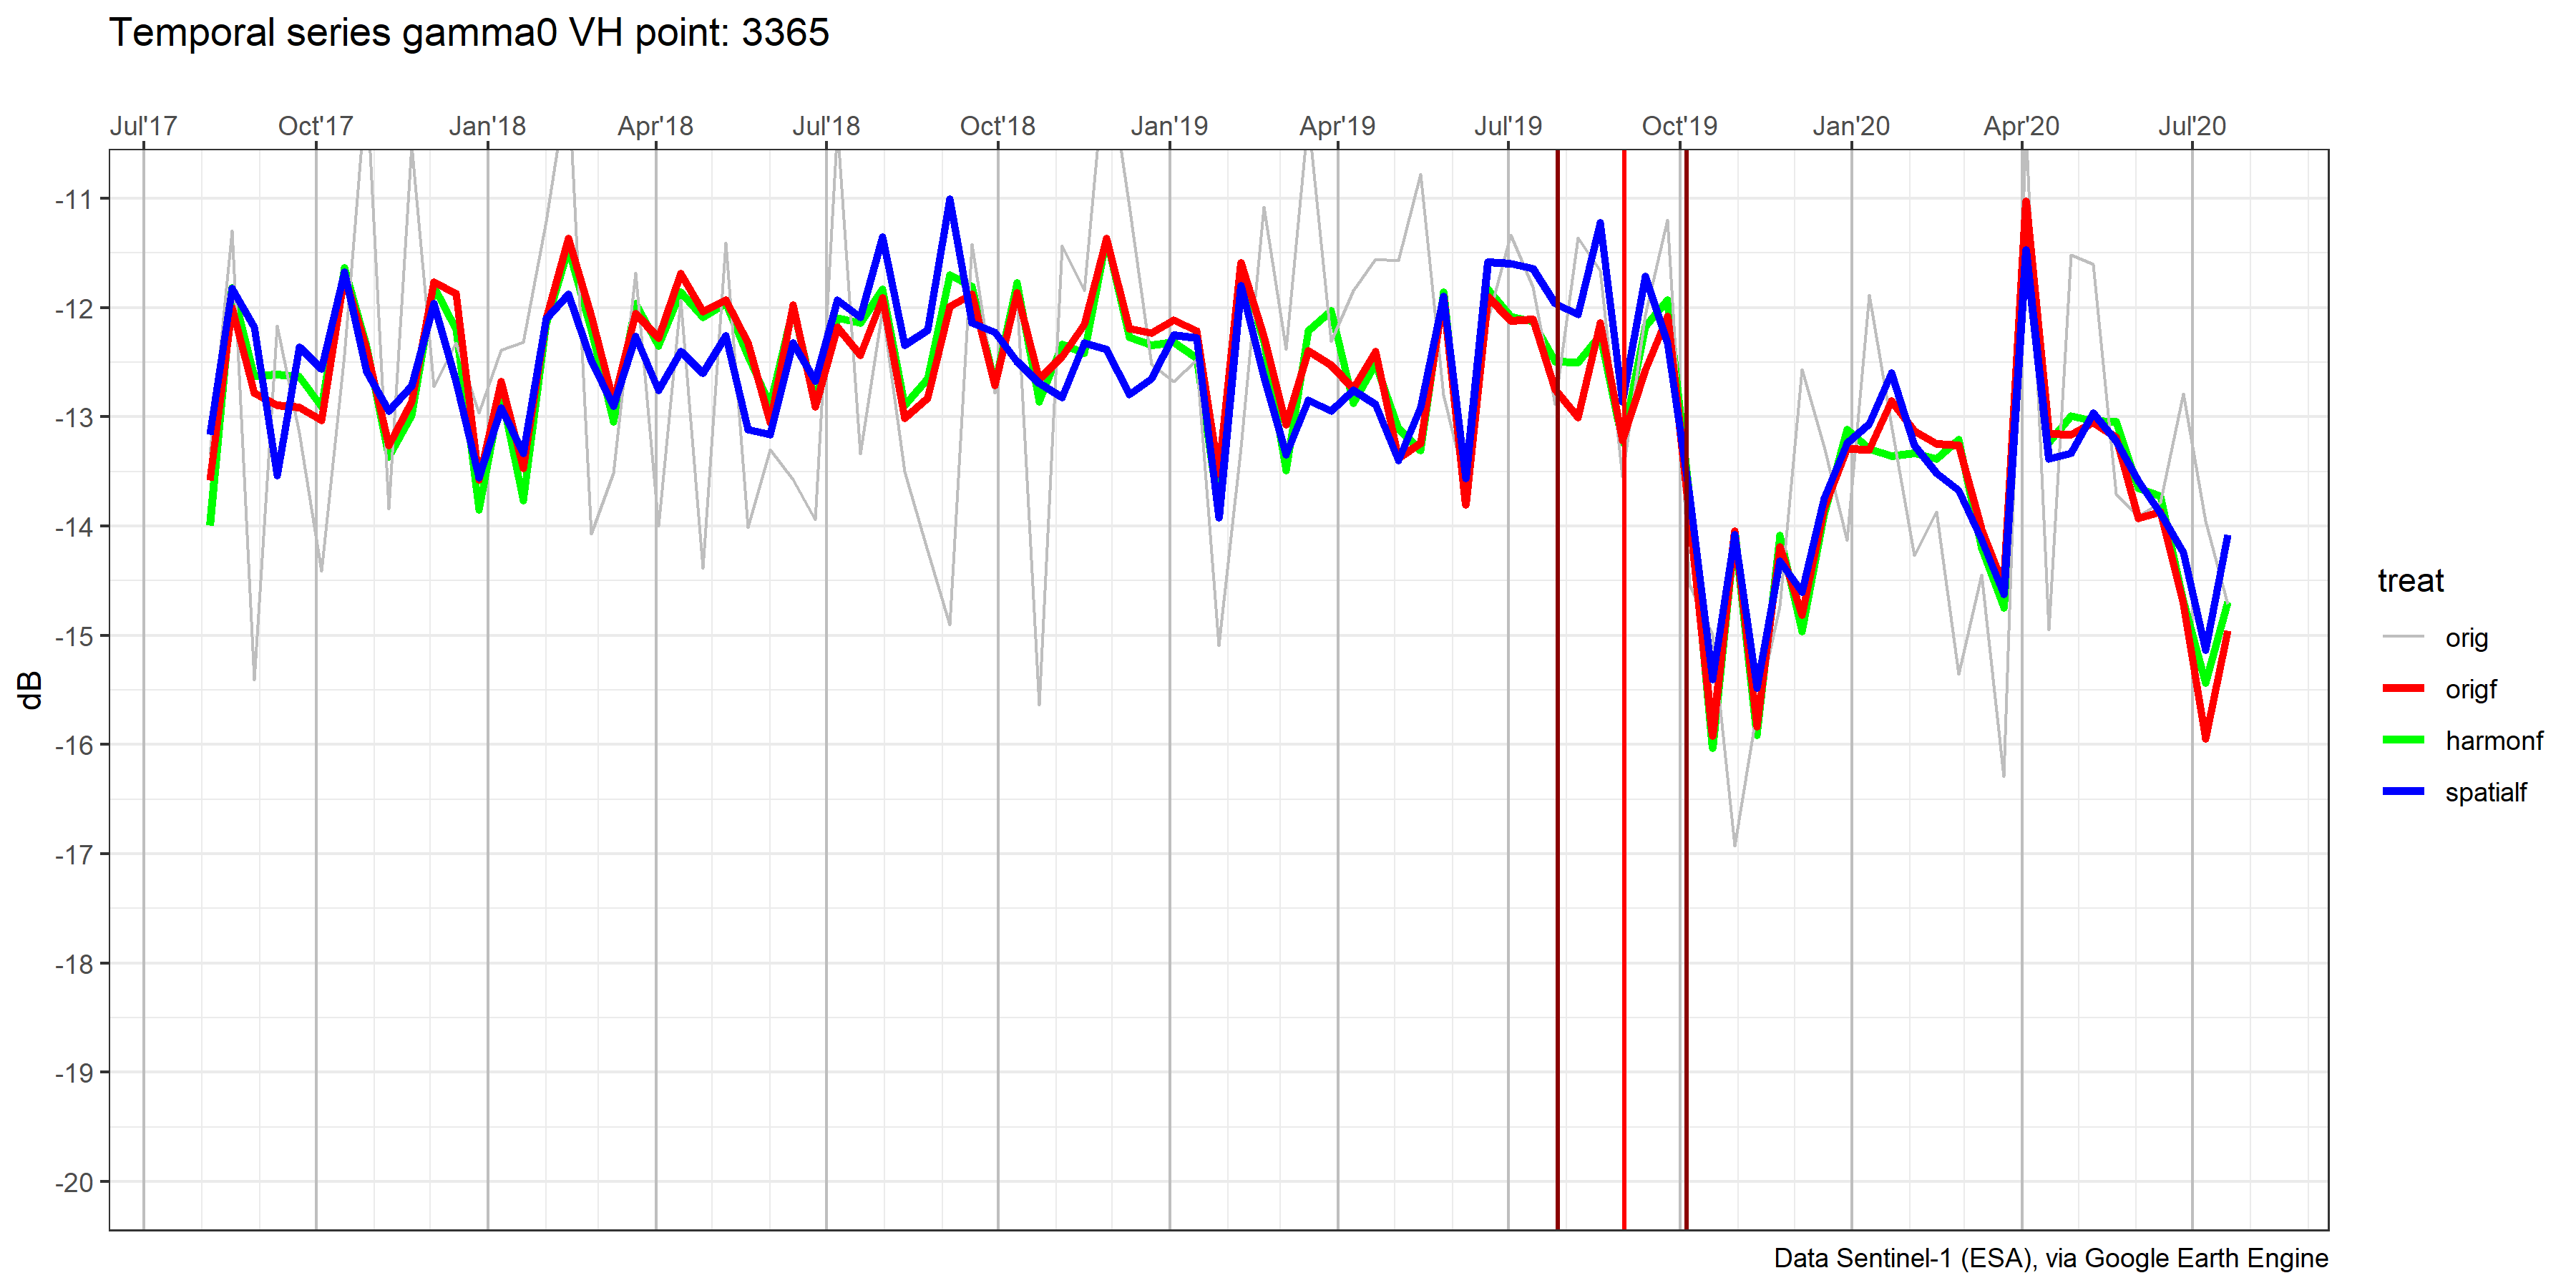 Temporal series gamma0 VH point: 3365
Jul'17 Oct'17 Jan'18 Apr'18 Jul'18 Oct'18 Jan'19 Apr'19 Jul'19 Oct'19 Jan'20 Apr'20 Jul'20
-11
-12
-13
-14
-15
-16
-17
-18
-19
-20
dB
treat
orig
origf
harmonf
spatialf
Data Sentinel-1 (ESA), via Google Earth Engine